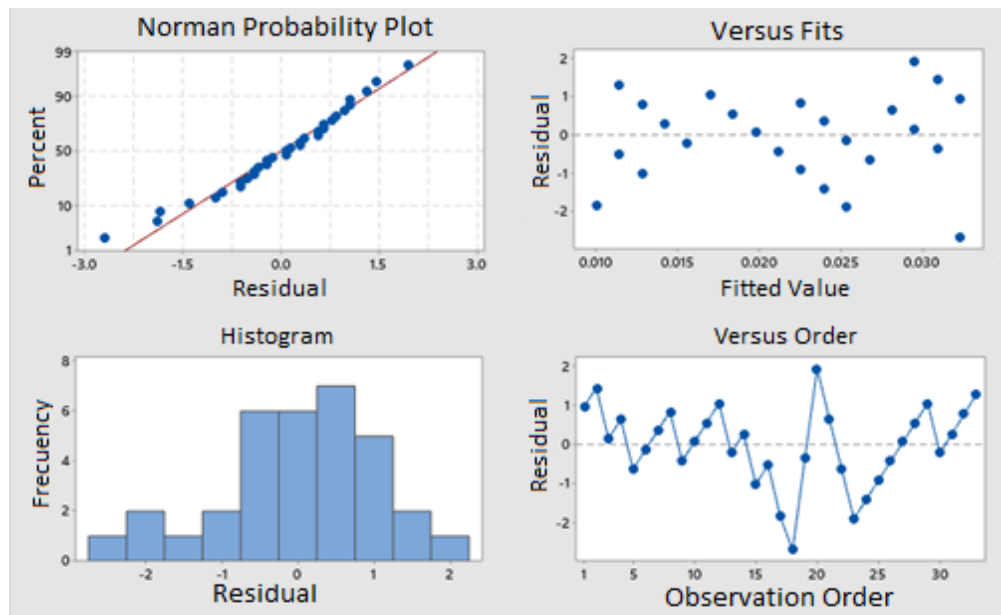 Norman Probability Plot
99
90
50
10
1
Percent
-3.0 -1.5 0.0 1.5 3.0
Residual
Versus Fits
2
1
0
-1
-2
Residual
0.010 0.015 0.020 0.025 0.030
Fitted Value
Histogram
8
6
4
2
0
Frecuency
-2 -1 0 1 2
Residual
Versus Order
2
1
0
-1
-2
Residual
1 5 10 15 20 25 30
Observation Order